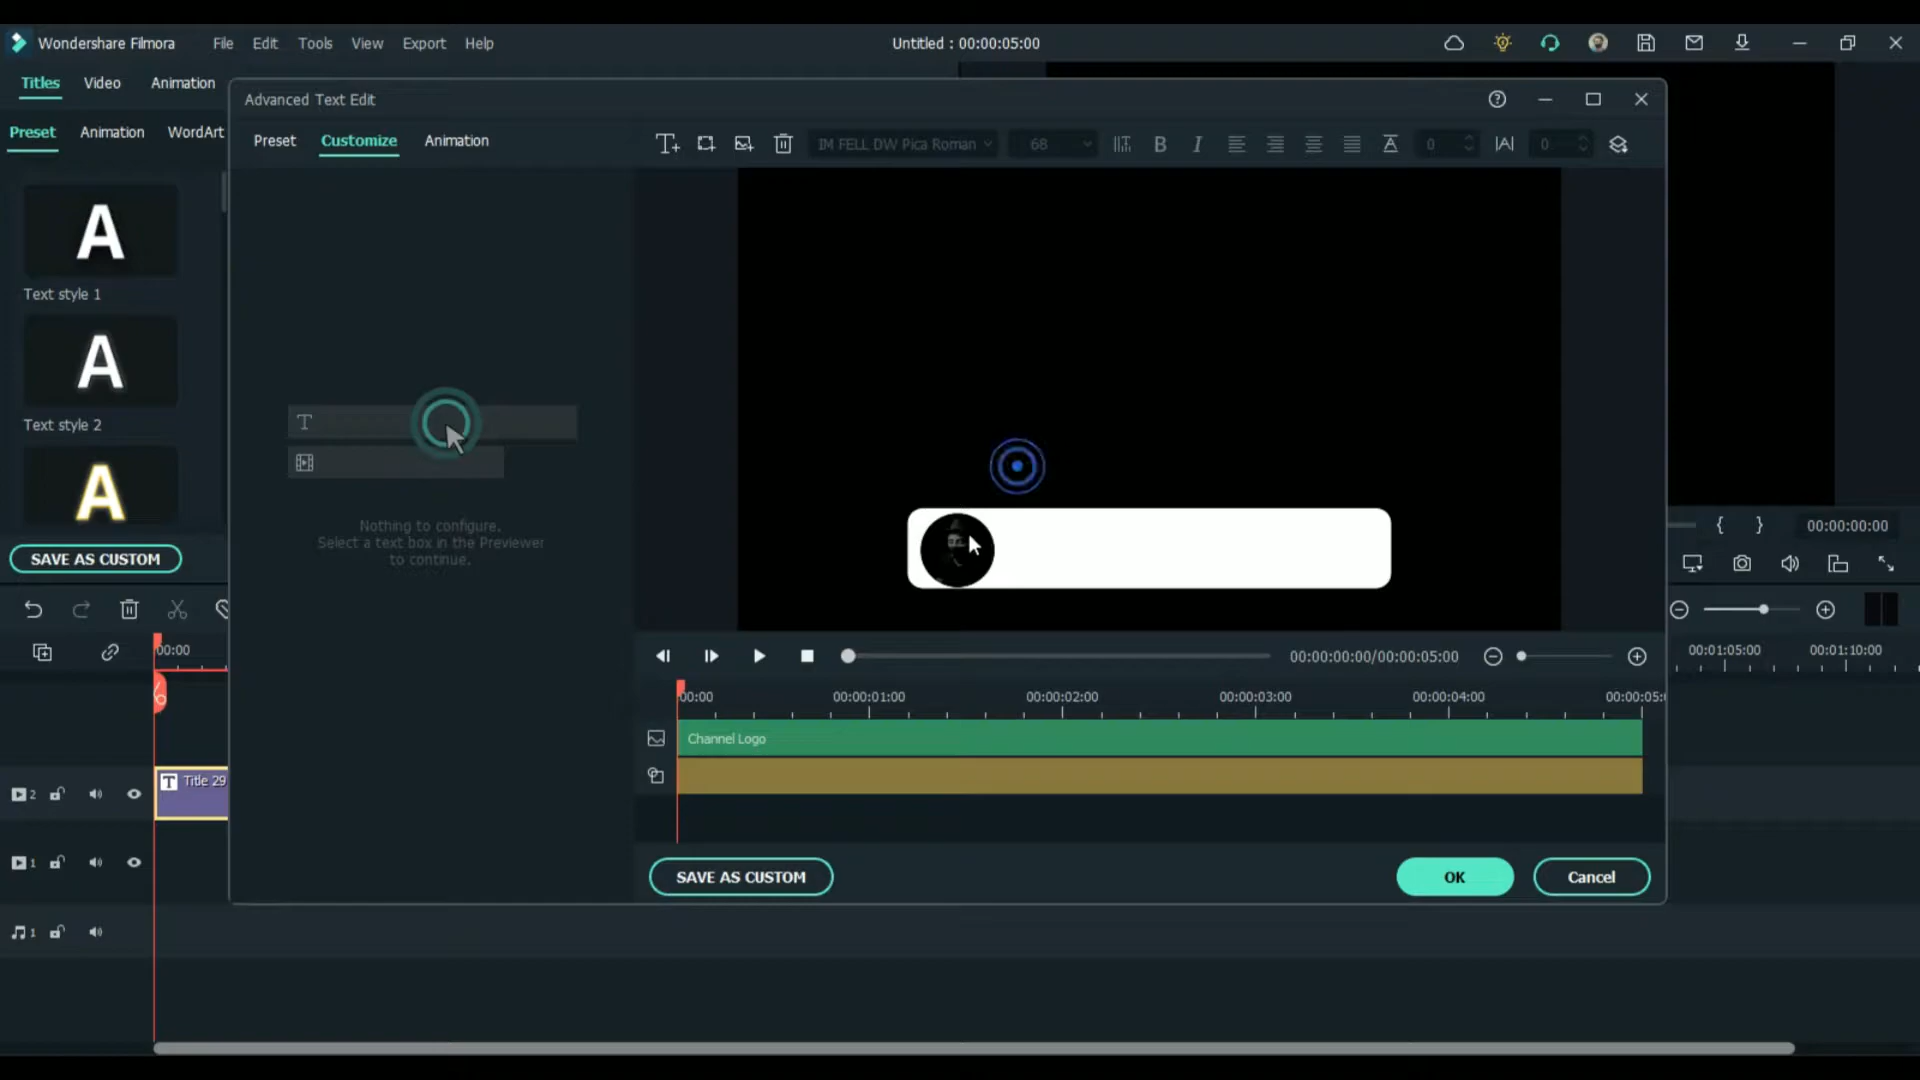 Wondershare Filmora
File
Edit
Tools
View
Export
Help
Untitled : 00:00:05:00
Titles
Video
Animation
Preset
Animation
WordArt
A
Text style 1
A
Text style 2
A
SAVE AS CUSTOM
Advanced Text Edit
Preset
Customize
Animation
IM FELL DW Pica Roman
68
B
I
0
0
Nothing to configure.
Select a text box in the Previewer
to continue.
00:00:00:00/00:00:05:00
00:00
00:00:01:00
00:00:02:00
00:00:03:00
00:00:04:00
00:00:05:0
Channel Logo
SAVE AS CUSTOM
OK
Cancel
{ }
00:00:00:00
00:00
00:01:05:00
00:01:10:00
2
T Title 29
1
1